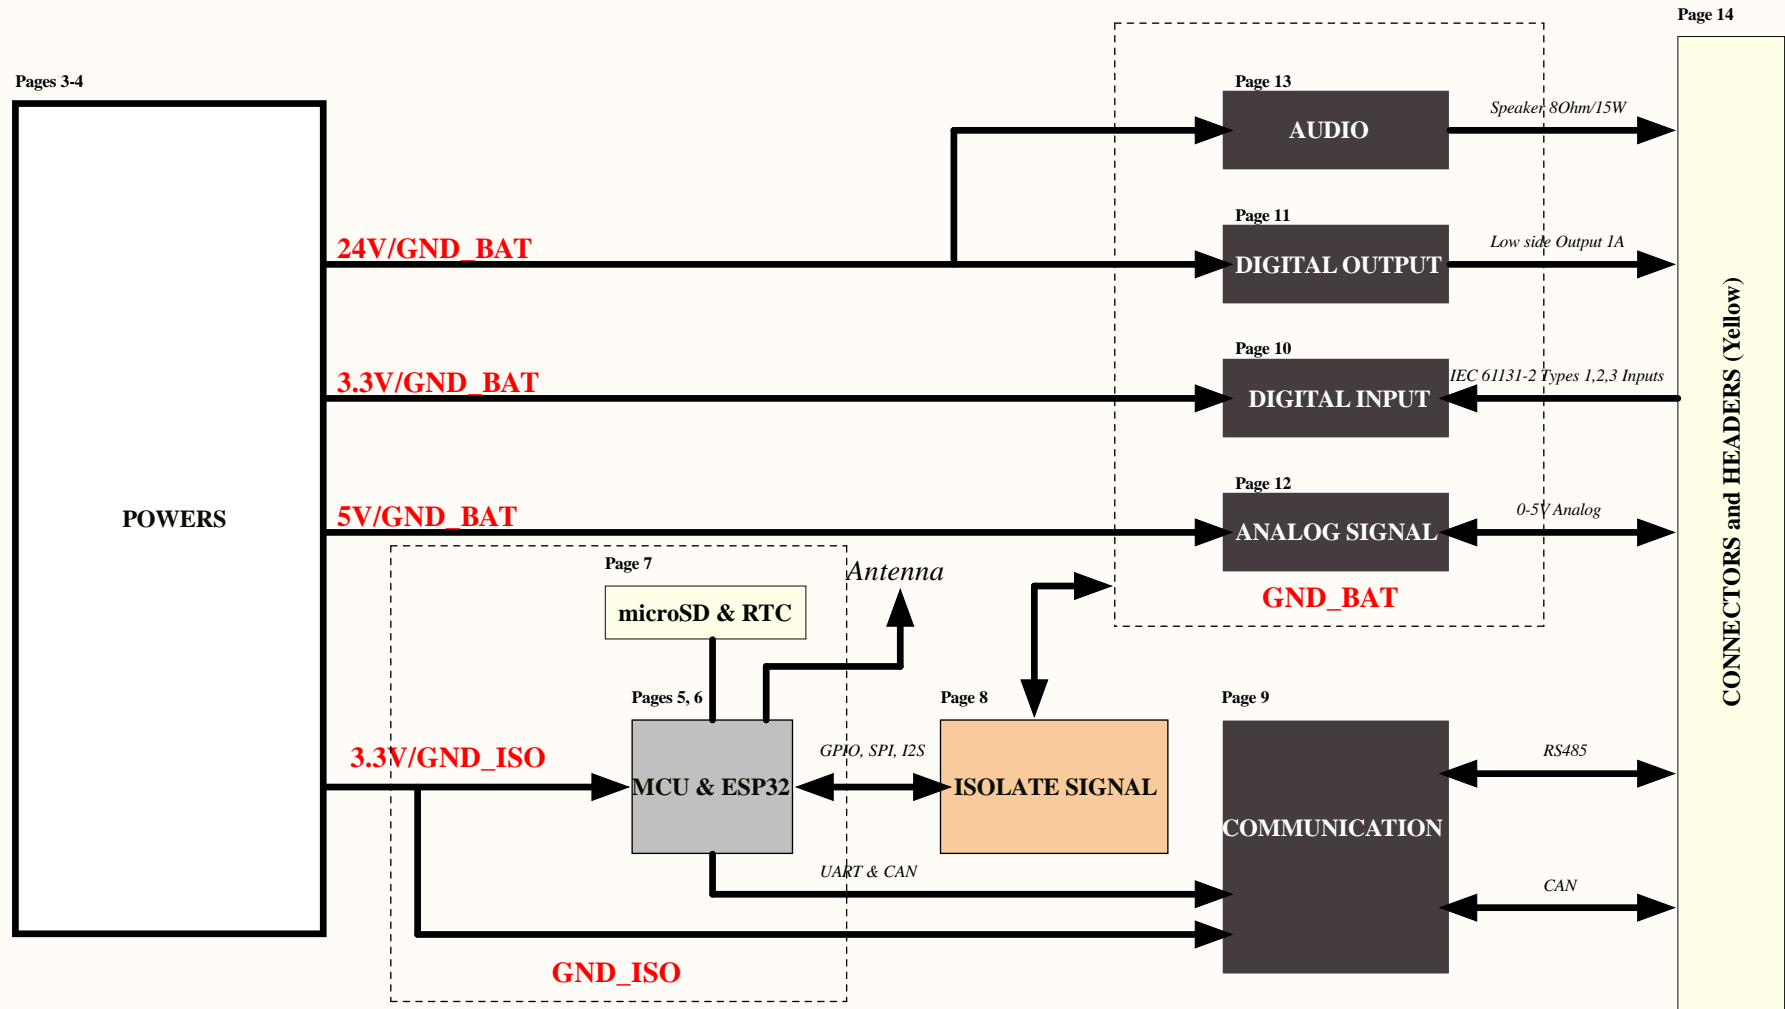 Page 14
Pages 3-4
Page 13
Speaker 8Ohm/15W
AUDIO
Page 11
24V/GND_BAT
Low side Output 1A
DIGITAL OUTPUT
Page 10
3.3V/GND_BAT
IEC 61131-2 Types 1,2,3 Inputs
DIGITAL INPUT
Page 12
POWERS
5V/GND_BAT
0-5V Analog
ANALOG SIGNAL
CONNECTORS and HEADERS (Yellow)
Page 7
Antenna
microSD & RTC
GND_BAT
Pages 5, 6
Page 8
Page 9
3.3V/GND_ISO
GPIO, SPI, I2S
RS485
MCU & ESP32
ISOLATE SIGNAL
COMMUNICATION
UART & CAN
CAN
GND_ISO